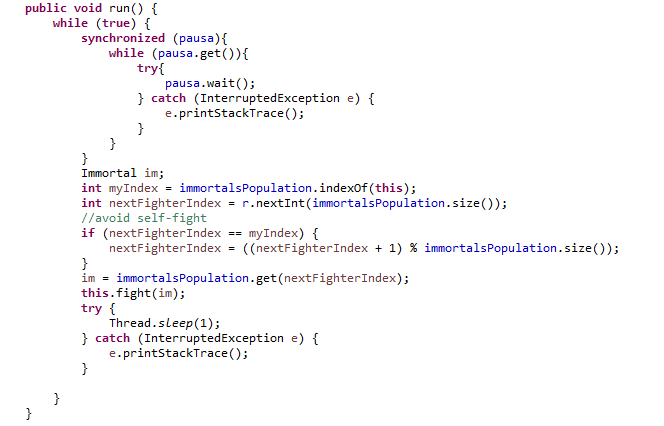 public void run() {
    while (true) {
        synchronized (pausa){
            while (pausa.get()){
                try{
                    pausa.wait();
                } catch (InterruptedException e) {
                    e.printStackTrace();
                }
            }
        }
        Immortal im;
        int myIndex = immortalsPopulation.indexOf(this);
        int nextFighterIndex = r.nextInt(immortalsPopulation.size());
        //avoid self-fight
        if (nextFighterIndex == myIndex) {
            nextFighterIndex = ((nextFighterIndex + 1) % immortalsPopulation.size());
        }
        im = immortalsPopulation.get(nextFighterIndex);
        this.fight(im);
        try {
            Thread.sleep(1);
        } catch (InterruptedException e) {
            e.printStackTrace();
        }

    }
}